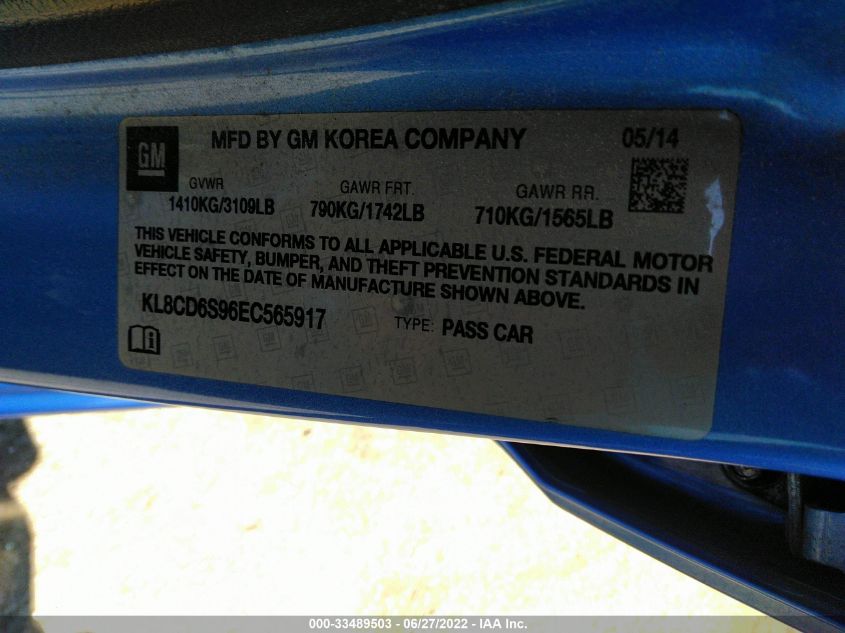 GM
MFD BY GM KOREA COMPANY 05/14
GVWR GAWR FRT. GAWR RR.
1410KG/3109LB 790KG/1742LB 710KG/1565LB
THIS VEHICLE CONFORMS TO ALL APPLICABLE U.S. FEDERAL MOTOR
VEHICLE SAFETY, BUMPER, AND THEFT PREVENTION STANDARDS IN
EFFECT ON THE DATE OF MANUFACTURE SHOWN ABOVE.
KL8CD6S96EC565917 TYPE: PASS CAR
000-33489503 - 06/27/2022 - IAA Inc.